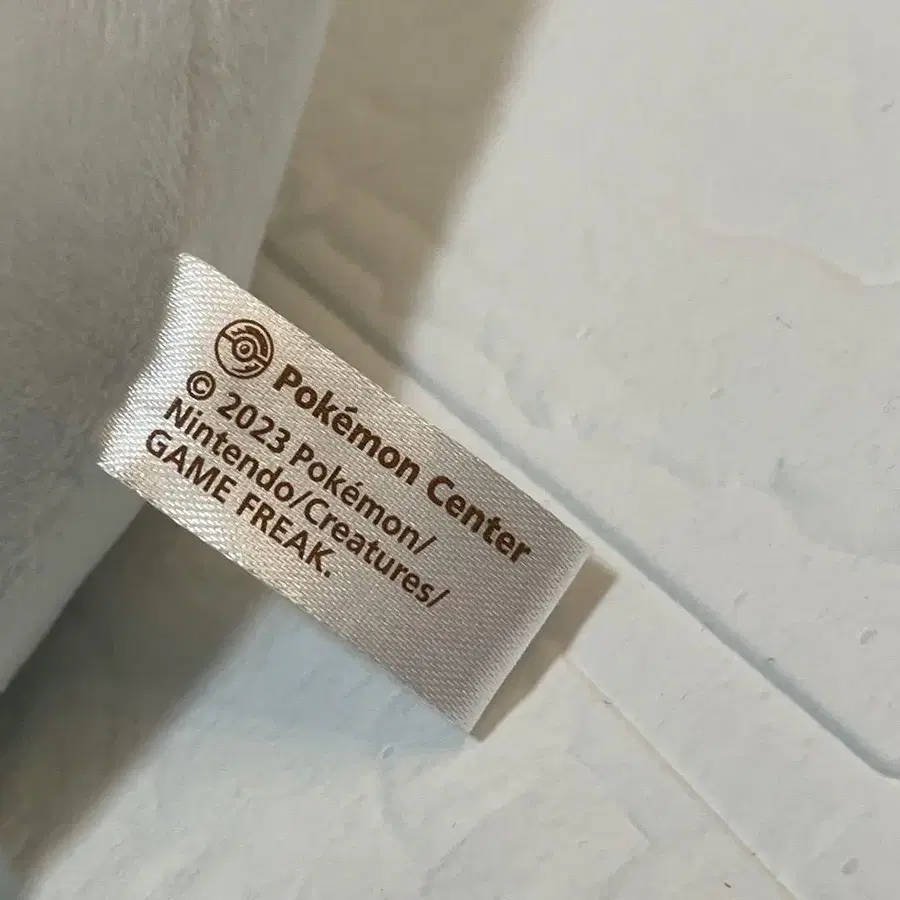 Pokémon Center
© 2023 Pokémon/
Nintendo/Creatures/
GAME FREAK.